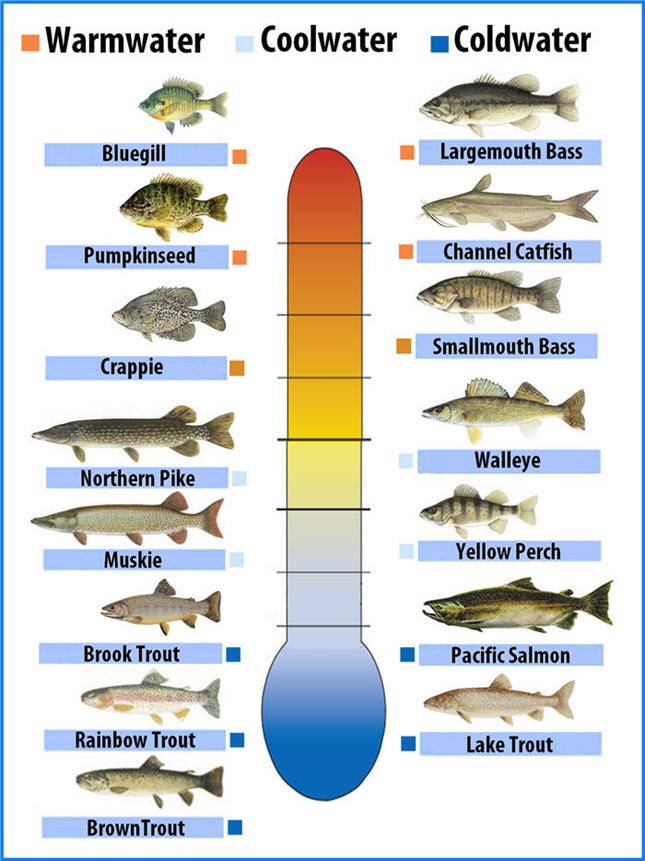 Warmwater Coolwater Coldwater
Bluegill
Largemouth Bass
Pumpkinseed
Channel Catfish
Crappie
Smallmouth Bass
Northern Pike
Walleye
Muskie
Yellow Perch
Brook Trout
Pacific Salmon
Rainbow Trout
Lake Trout
BrownTrout